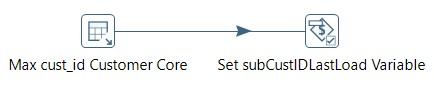 Max cust_id Customer Core
Set subCustIDLastLoad Variable